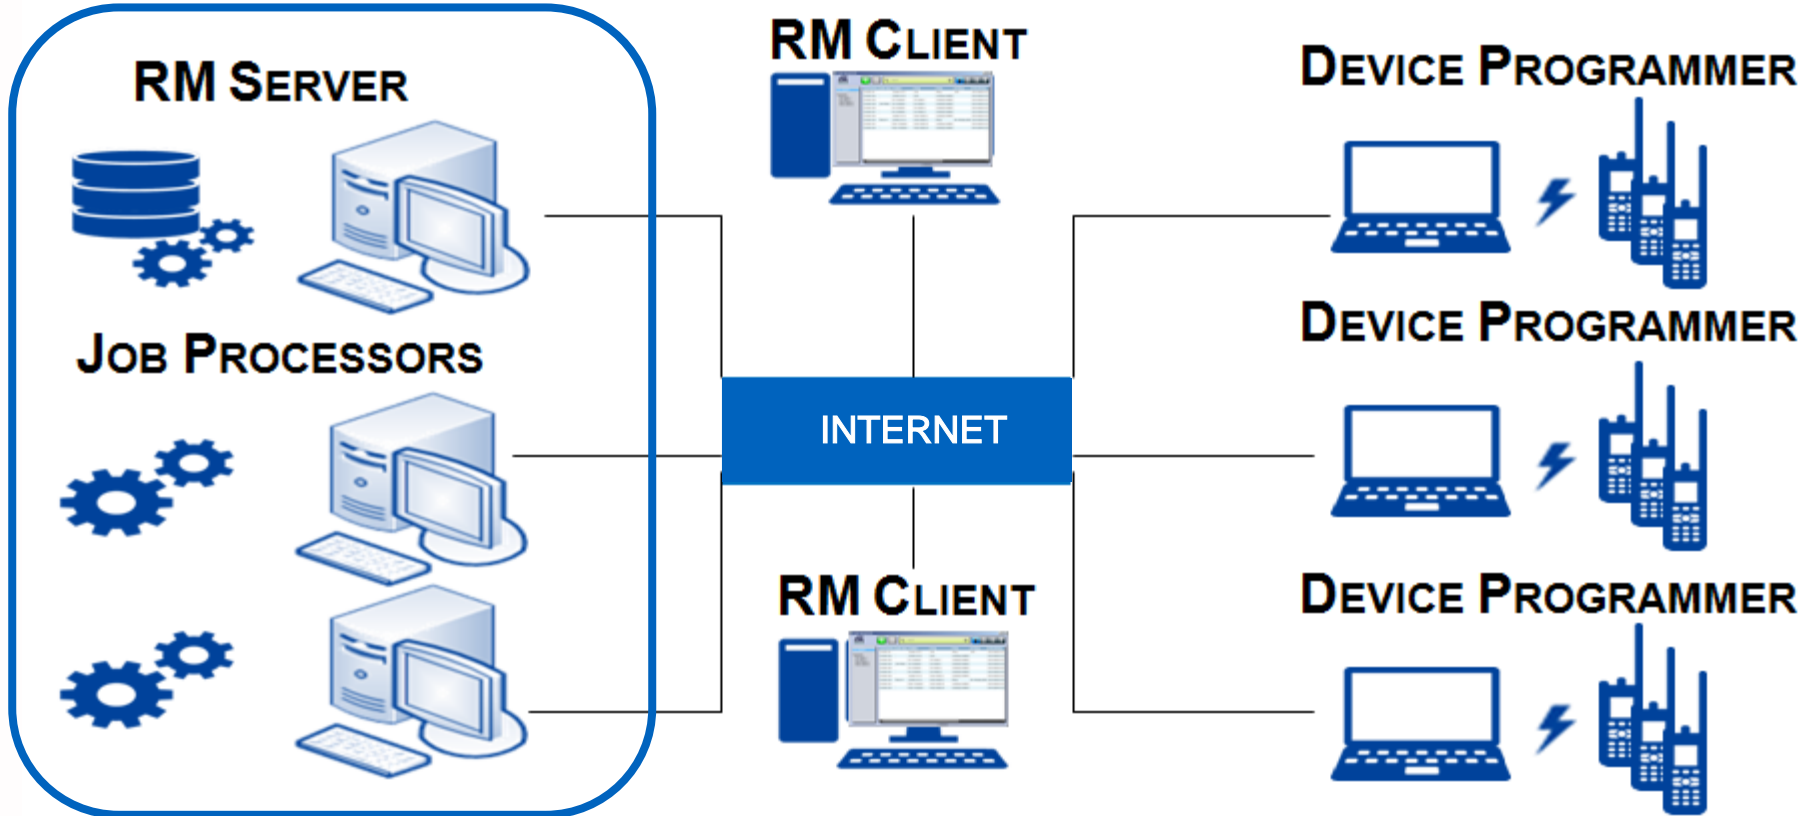 RM SERVER
JOB PROCESSORS
RM CLIENT
INTERNET
RM CLIENT
DEVICE PROGRAMMER
DEVICE PROGRAMMER
DEVICE PROGRAMMER